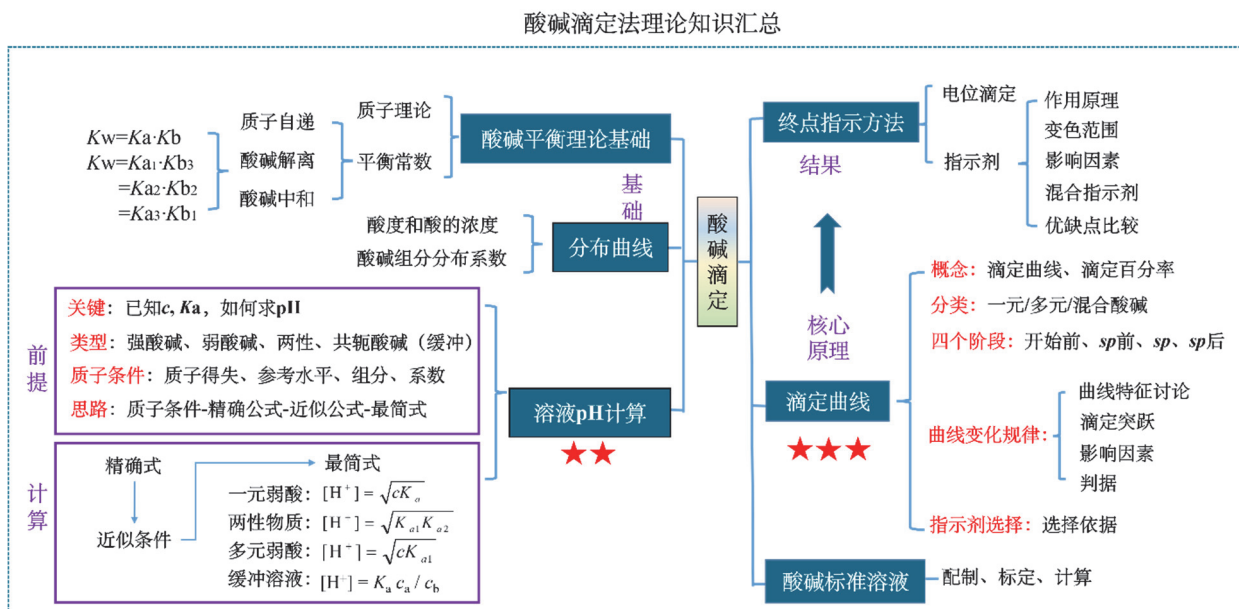 酸碱滴定法理论知识汇总
酸碱滴定
基础
酸碱平衡理论基础
质子理论
平衡常数
质子自递
酸碱解离
酸碱中和
Kw=Ka·Kb
Kw=Ka₁·Kb₃
=Ka₂·Kb₂
=Ka₃·Kb₁
分布曲线
酸度和酸的浓度
酸碱组分分布系数
溶液pH计算
★★
前提
关键：已知c, Ka，如何求pH
类型：强酸碱、弱酸碱、两性、共轭酸碱（缓冲）
质子条件：质子得失、参考水平、组分、系数
思路：质子条件-精确公式-近似公式-最简式
计算
精确式
近似条件
最简式
一元弱酸：[H⁺] = √(cKₐ)
两性物质：[H⁺] = √(Kₐ₁Kₐ₂)
多元弱酸：[H⁺] = √(cKₐ₁)
缓冲溶液：[H⁺] = Kₐ cₐ / c_b
终点指示方法
结果
电位滴定
指示剂
作用原理
变色范围
影响因素
混合指示剂
优缺点比较
核心
原理
滴定曲线
★★★
概念：滴定曲线、滴定百分率
分类：一元/多元/混合酸碱
四个阶段：开始前、sp前、sp、sp后
曲线变化规律：
曲线特征讨论
滴定突跃
影响因素
判据
指示剂选择：选择依据
酸碱标准溶液
配制、标定、计算